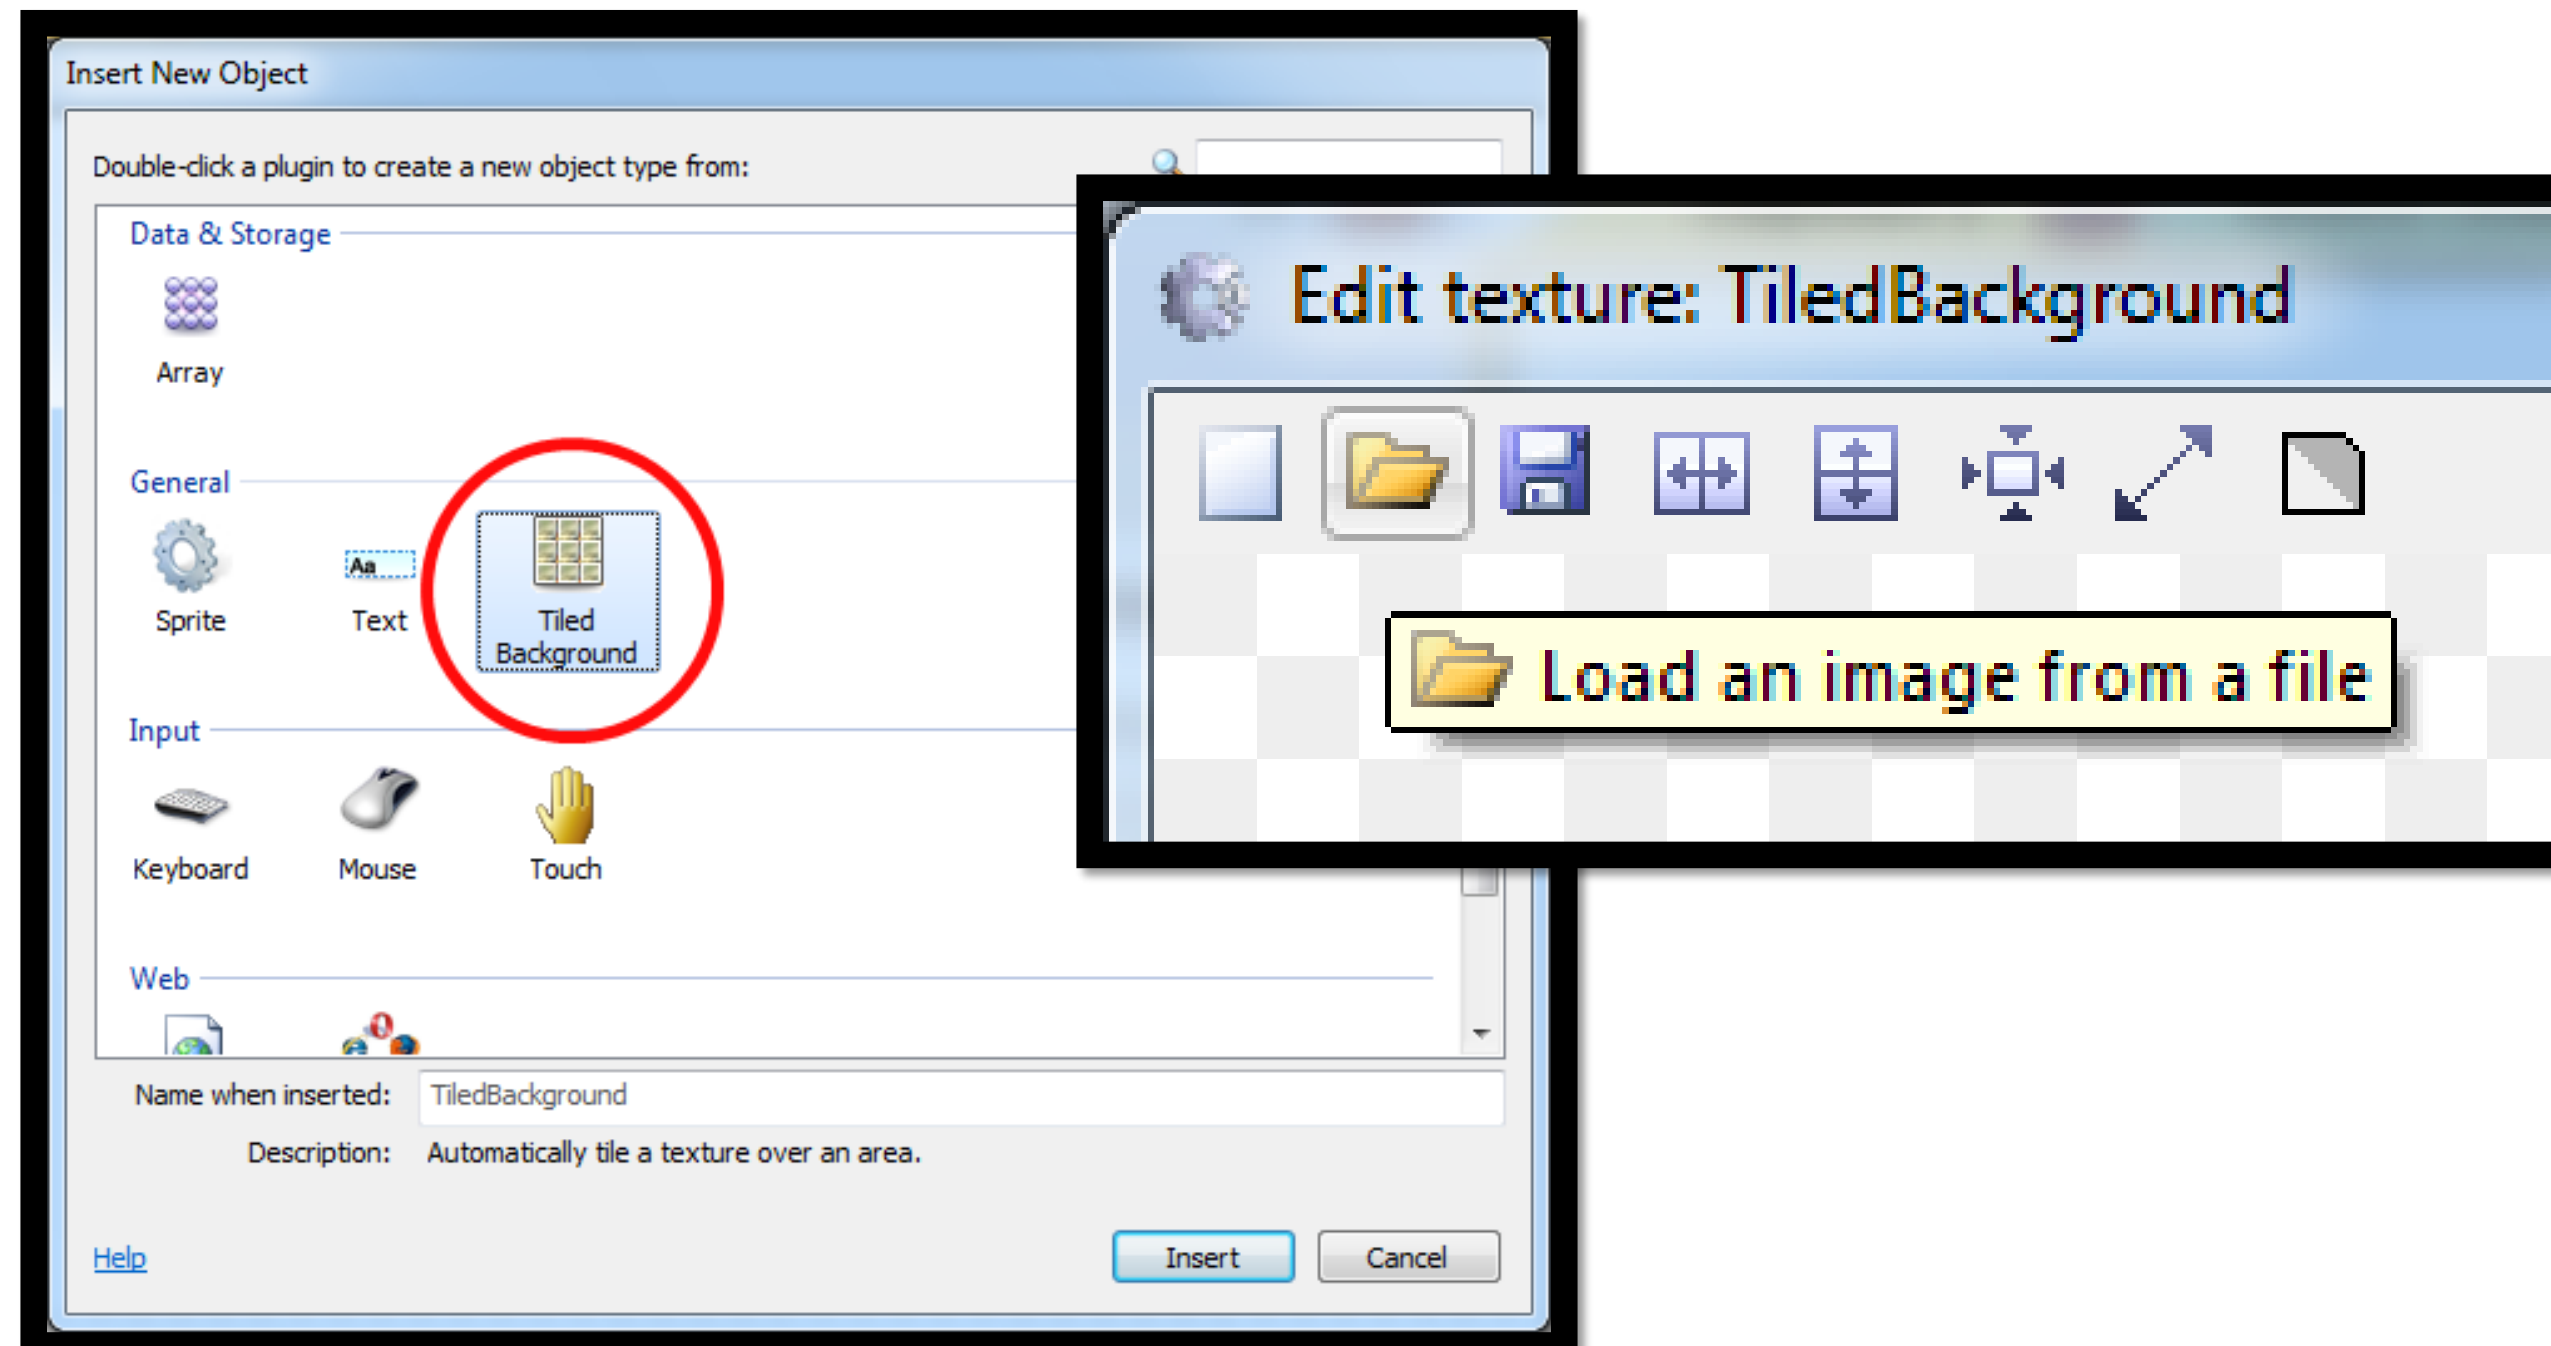 Insert New Object
Double-click a plugin to create a new object type from:
Data & Storage
Array
General
Sprite
Text
Aa
Tiled
Background
Input
Keyboard
Mouse
Touch
Web
Name when inserted:
TiledBackground
Description:
Automatically tile a texture over an area.
Help
Insert
Cancel
Edit texture: TiledBackground
Load an image from a file